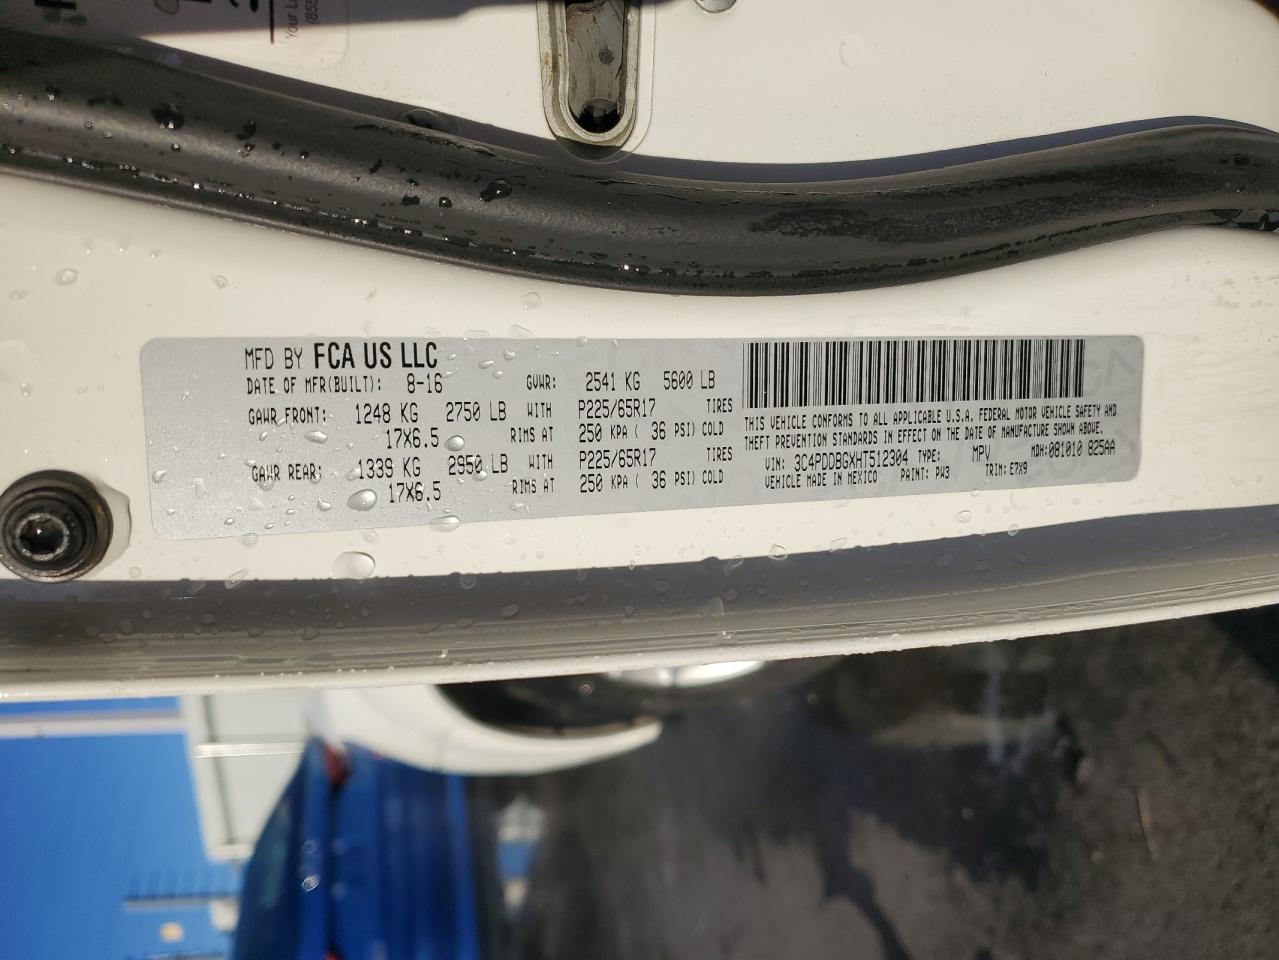 Your L
(855
MFD BY FCA US LLC
DATE OF MFR(BUILT): 8-16 GVWR: 2541 KG 5600 LB
GAWR FRONT: 1248 KG 2750 LB WITH P225/65R17 TIRES
17X6.5 RIMS AT 250 KPA ( 36 PSI) COLD
GAWR REAR: 1339 KG 2950 LB WITH P225/65R17 TIRES
17X6.5 RIMS AT 250 KPA ( 36 PSI) COLD
THIS VEHICLE CONFORMS TO ALL APPLICABLE U.S.A. FEDERAL MOTOR VEHICLE SAFETY AND
THEFT PREVENTION STANDARDS IN EFFECT ON THE DATE OF MANUFACTURE SHOWN ABOVE.
VIN: 3C4PDDBGXHT512304 TYPE: MPV MDH:081010 825AA
VEHICLE MADE IN MEXICO PAINT: PW3 TRIM: E7X9